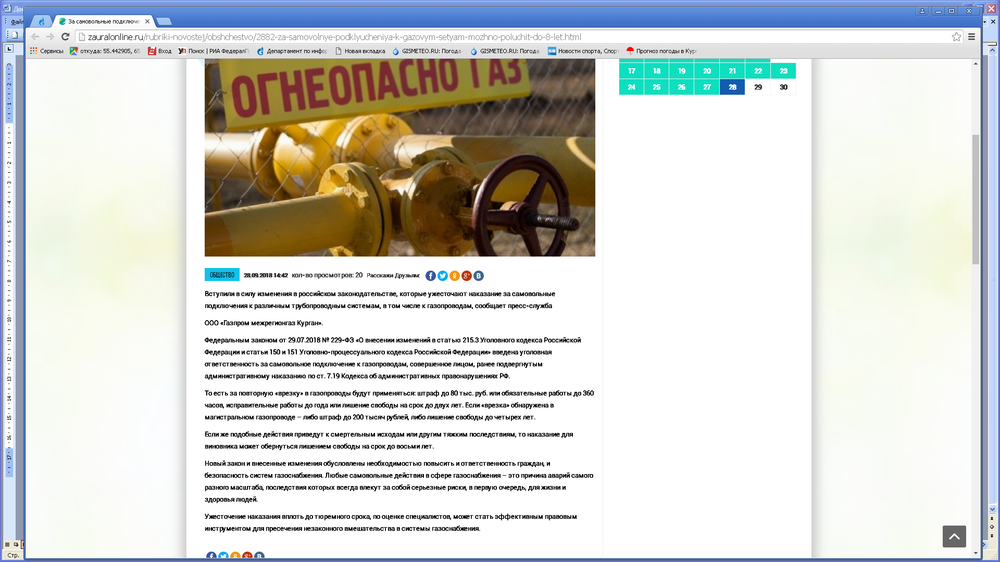 За самовольные подключе
Файл
zauralonline.ru/rubriki-novostej/obshchestvo/2882-za-samovolnye-podklyucheniya-k-gazovym-setyam-mozhno-poluchit-do-8-let.html
Сервисы откуда: 55.442905, 65 Вход Поиск | РИА ФедералП Департамент по инфор Новая вкладка GISMETEO.RU: Погода GISMETEO.RU: Погода Новости спорта, Спорт Прогноз погоды в Кург
ОГНЕОПАСНО ГАЗ
17 18 19 20 21 22 23
24 25 26 27 28 29 30
ОБЩЕСТВО 28.09.2018 14:42 кол-во просмотров: 20 Расскажи Друзьям:
Вступили в силу изменения в российском законодательстве, которые ужесточают наказание за самовольные
подключения к различным трубопроводным системам, в том числе к газопроводам, сообщает пресс-служба
ООО «Газпром межрегионгаз Курган».
Федеральным законом от 29.07.2018 № 229-ФЗ «О внесении изменений в статью 215.3 Уголовного кодекса Российской
Федерации и статьи 150 и 151 Уголовно-процессуального кодекса Российской Федерации» введена уголовная
ответственность за самовольное подключение к газопроводам, совершенное лицом, ранее подвергнутым
административному наказанию по ст. 7.19 Кодекса об административных правонарушениях РФ.
То есть за повторную «врезку» в газопроводы будут применяться: штраф до 80 тыс. руб. или обязательные работы до 360
часов, исправительные работы до года или лишение свободы на срок до двух лет. Если «врезка» обнаружена в
магистральном газопроводе – либо штраф до 200 тысяч рублей, либо лишение свободы до четырех лет.
Если же подобные действия приведут к смертельным исходам или другим тяжким последствиям, то наказание для
виновника может обернуться лишением свободы на срок до восьми лет.
Новый закон и внесенные изменения обусловлены необходимостью повысить и ответственность граждан, и
безопасность систем газоснабжения. Любые самовольные действия в сфере газоснабжения – это причина аварий самого
разного масштаба, последствия которых всегда влекут за собой серьезные риски, в первую очередь, для жизни и
здоровья людей.
Ужесточение наказания вплоть до тюремного срока, по оценке специалистов, может стать эффективным правовым
инструментом для пресечения незаконного вмешательства в системы газоснабжения.
Стр.